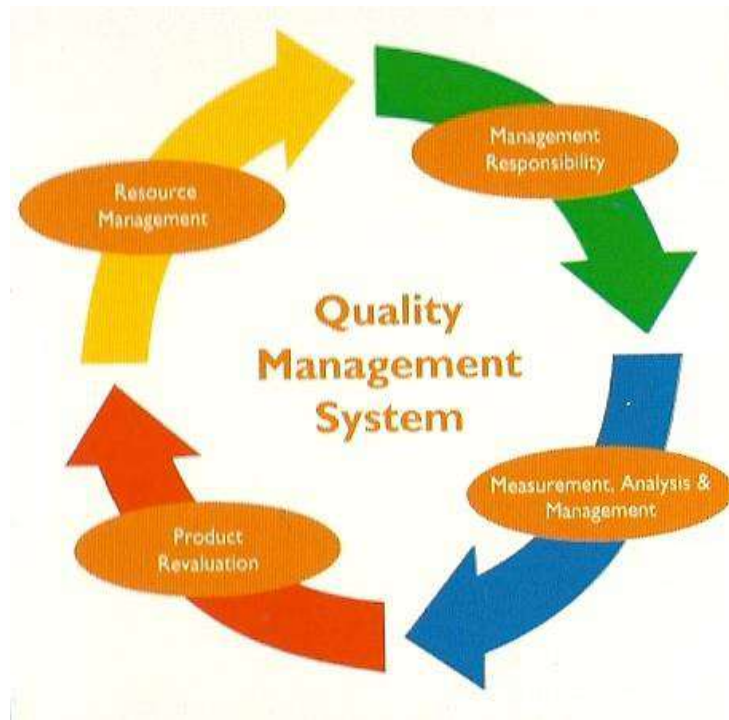 Management
Responsibility
Resource
Management
Quality
Management
System
Measurement, Analysis &
Management
Product
Revaluation